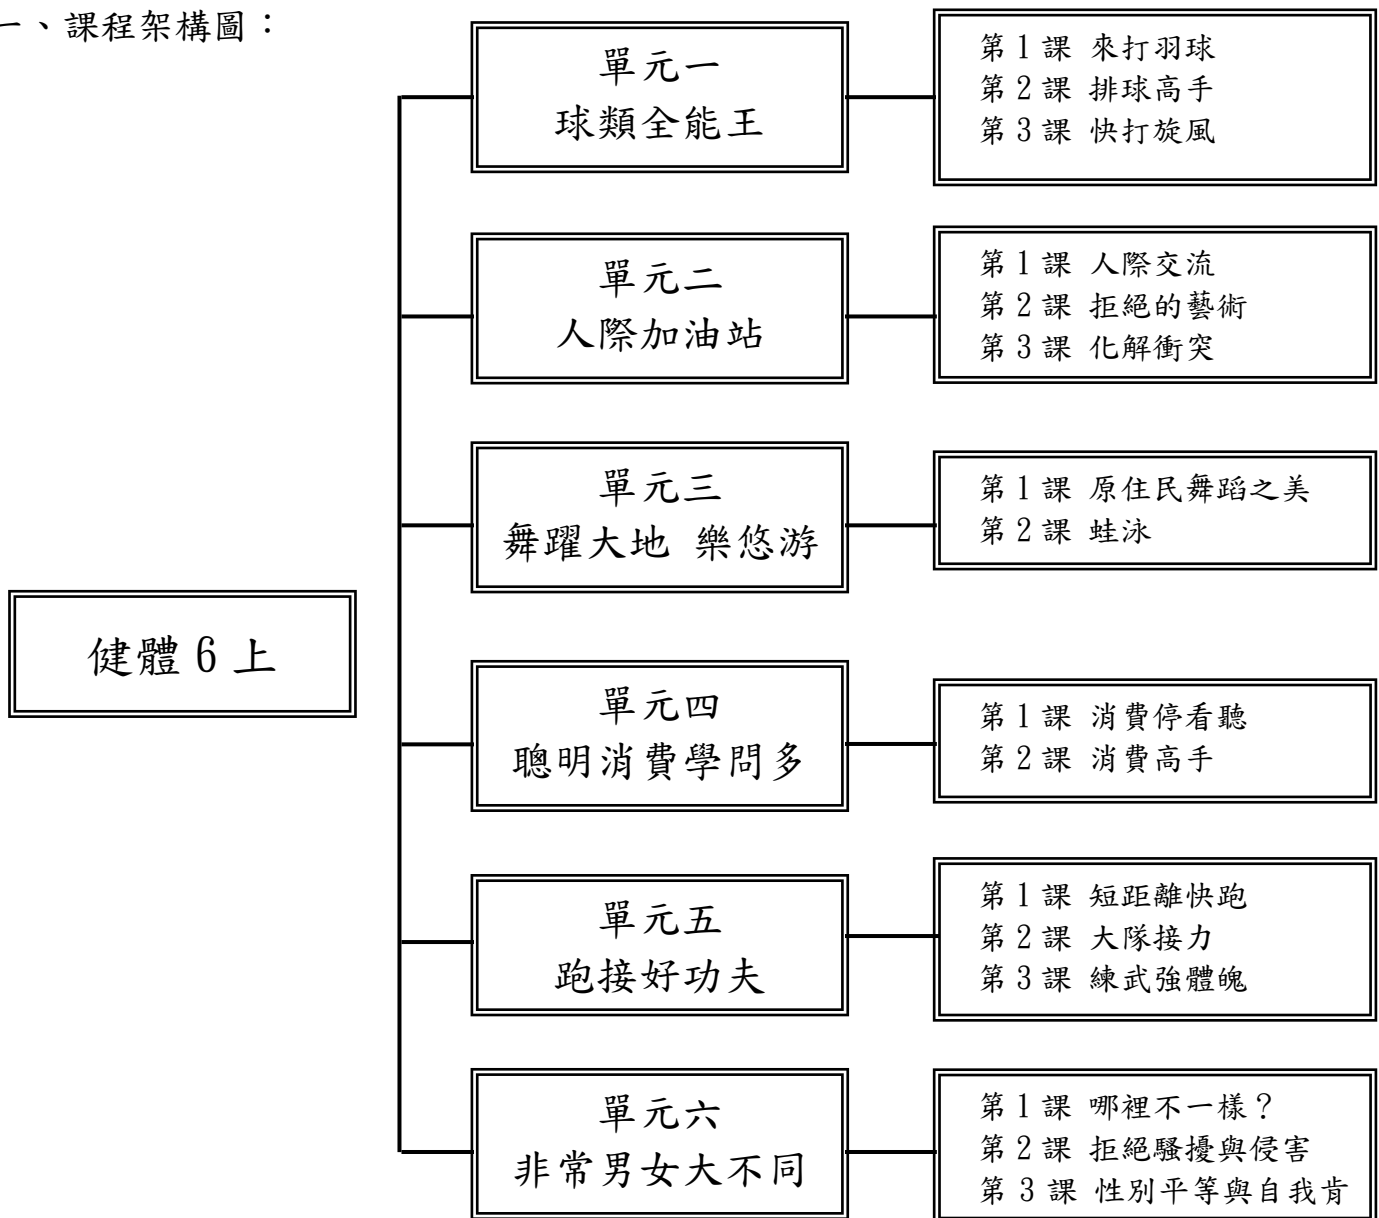 一、課程架構圖：
健體 6 上
單元一
球類全能王
第 1 課 來打羽球
第 2 課 排球高手
第 3 課 快打旋風
單元二
人際加油站
第 1 課 人際交流
第 2 課 拒絕的藝術
第 3 課 化解衝突
單元三
舞躍大地 樂悠游
第 1 課 原住民舞蹈之美
第 2 課 蛙泳
單元四
聰明消費學問多
第 1 課 消費停看聽
第 2 課 消費高手
單元五
跑接好功夫
第 1 課 短距離快跑
第 2 課 大隊接力
第 3 課 練武強體魄
單元六
非常男女大不同
第 1 課 哪裡不一樣？
第 2 課 拒絕騷擾與侵害
第 3 課 性別平等與自我肯